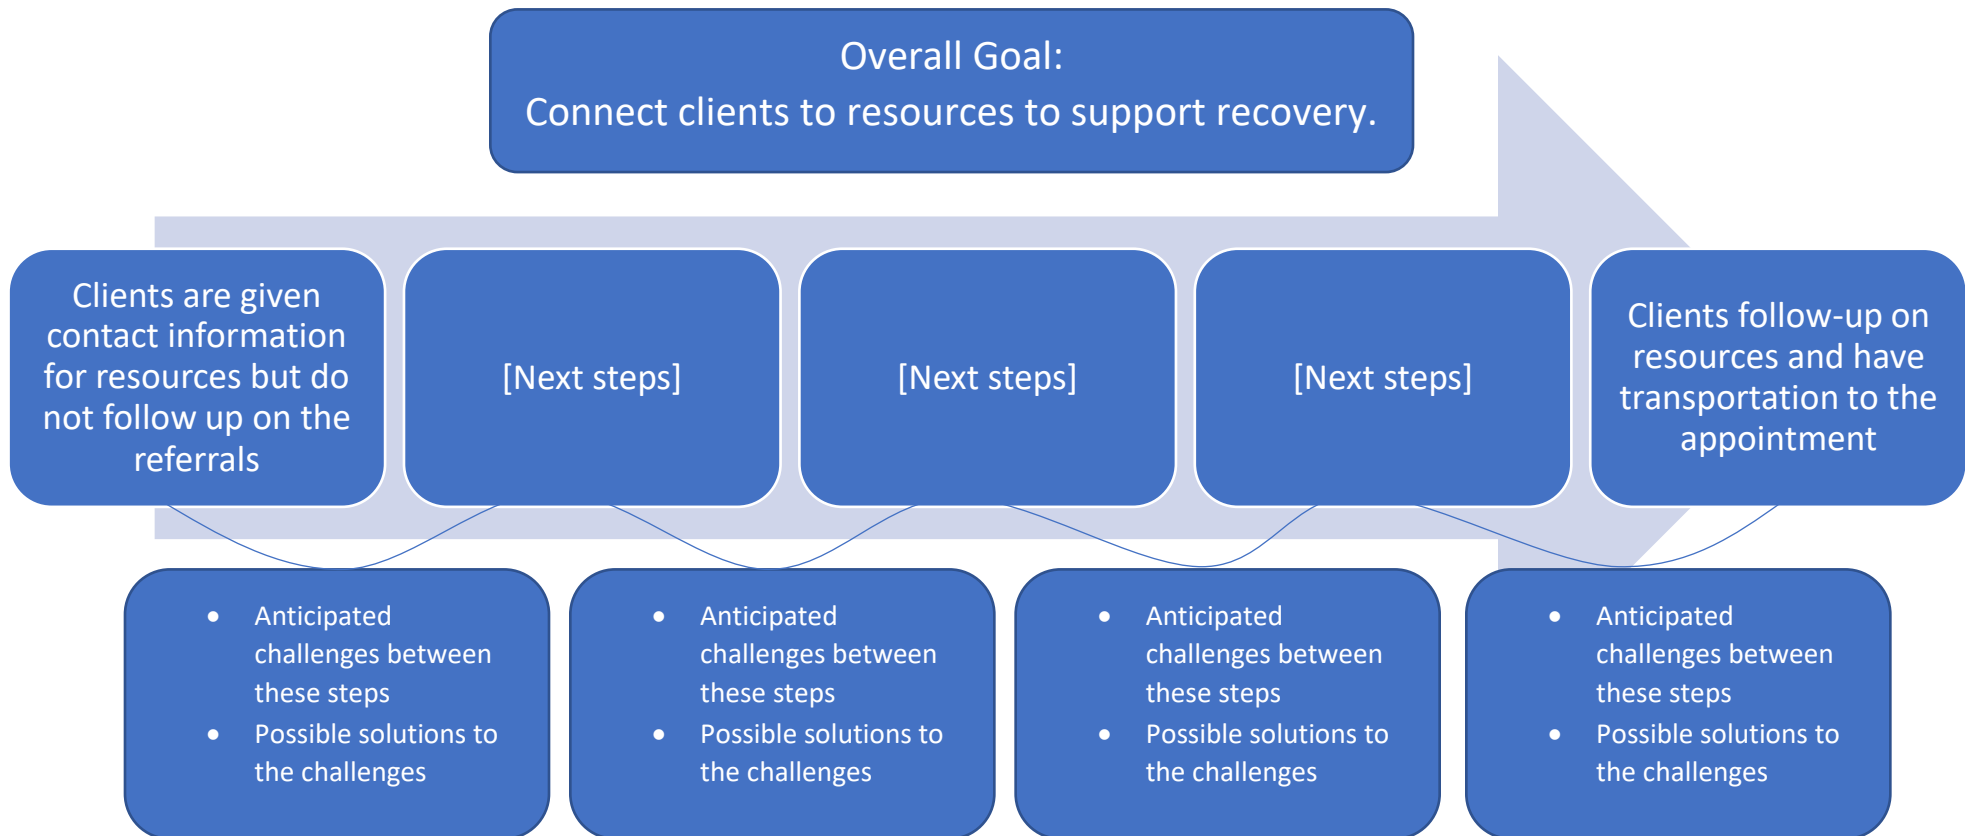 Overall Goal:
Connect clients to resources to support recovery.
Clients are given
contact information
for resources but do
not follow up on the
referrals
[Next steps]
[Next steps]
[Next steps]
Clients follow-up on
resources and have
transportation to the
appointment
• Anticipated
challenges between
these steps
• Possible solutions to
the challenges
• Anticipated
challenges between
these steps
• Possible solutions to
the challenges
• Anticipated
challenges between
these steps
• Possible solutions to
the challenges
• Anticipated
challenges between
these steps
• Possible solutions to
the challenges